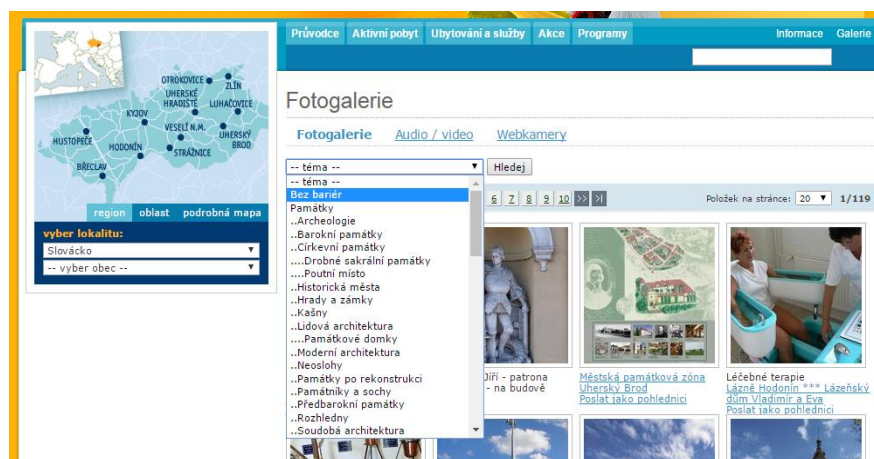 Průvodce Aktivní pobyt Ubytování a služby Akce Programy Informace Galerie
OTROKOVICE
ZLÍN
UHERSKÉ
HRADIŠTĚ
LUHAČOVICE
KYJOV
VESELÍ N.M.
UHERSKÝ
BROD
HUSTOPEČE
HODONÍN
STRÁŽNICE
BŘECLAV
region oblast podrobná mapa
vyber lokalitu:
Slovácko
-- vyber obec --
Fotogalerie
Fotogalerie Audio / video Webkamery
-- téma -- Hledej
-- téma --
Bez bariér
Památky
..Archeologie
..Barokní památky
..Církevní památky
....Drobné sakrální památky
....Poutní místo
..Historická města
..Hrady a zámky
..Kašny
..Lidová architektura
....Památkové domky
..Moderní architektura
..Neoslohy
..Památky po rekonstrukci
..Památníky a sochy
..Předbarokní památky
..Rozhledny
..Soudobá architektura
6 7 8 9 10 >> >| Položek na stránce: 20 1/119
Jiří - patrona
- na budově
Městská památková zóna
Uherský Brod
Poslat jako pohlednici
Léčebné terapie
Lázně Hodonín *** Lázeňský
dům Vladimír a Eva
Poslat jako pohlednici